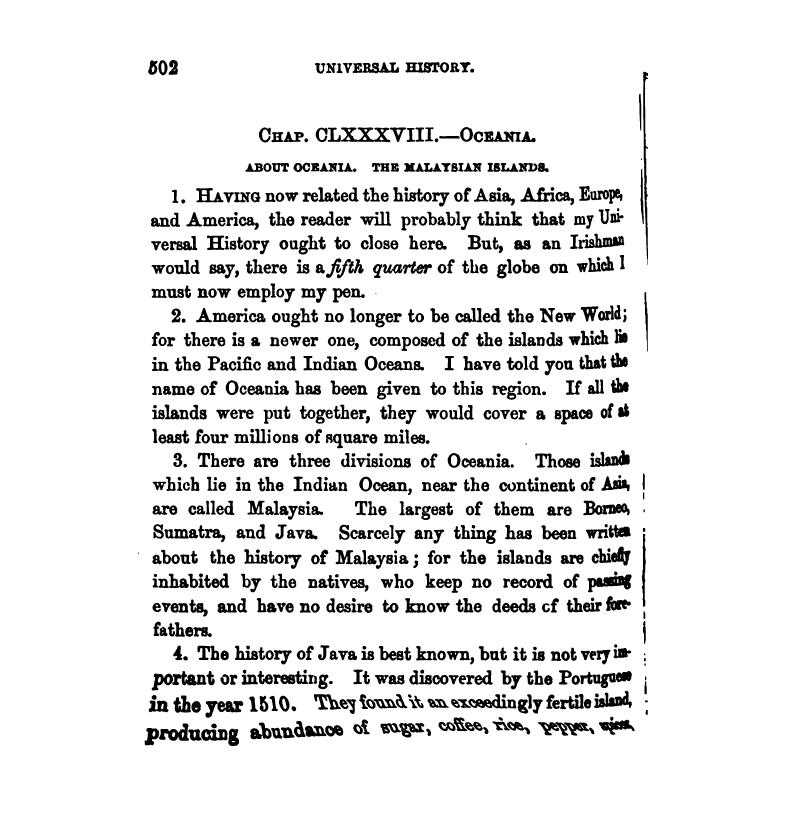 502 UNIVERSAL HISTORY.
CHAP. CLXXXVIII.—OCEANIA.
ABOUT OCEANIA. THE MALAYSIAN ISLANDS.
1. HAVING now related the history of Asia, Africa, Europe,
and America, the reader will probably think that my Uni-
versal History ought to close here. But, as an Irishman
would say, there is a fifth quarter of the globe on which I
must now employ my pen.
2. America ought no longer to be called the New World;
for there is a newer one, composed of the islands which lie
in the Pacific and Indian Oceans. I have told you that the
name of Oceania has been given to this region. If all the
islands were put together, they would cover a space of at
least four millions of square miles.
3. There are three divisions of Oceania. Those islands
which lie in the Indian Ocean, near the continent of Asia,
are called Malaysia. The largest of them are Borneo,
Sumatra, and Java. Scarcely any thing has been written
about the history of Malaysia; for the islands are chiefly
inhabited by the natives, who keep no record of passing
events, and have no desire to know the deeds of their fore-
fathers.
4. The history of Java is best known, but it is not very im-
portant or interesting. It was discovered by the Portuguese
in the year 1510. They found it an exceedingly fertile island,
producing abundance of sugar, coffee, rice, pepper, spices,